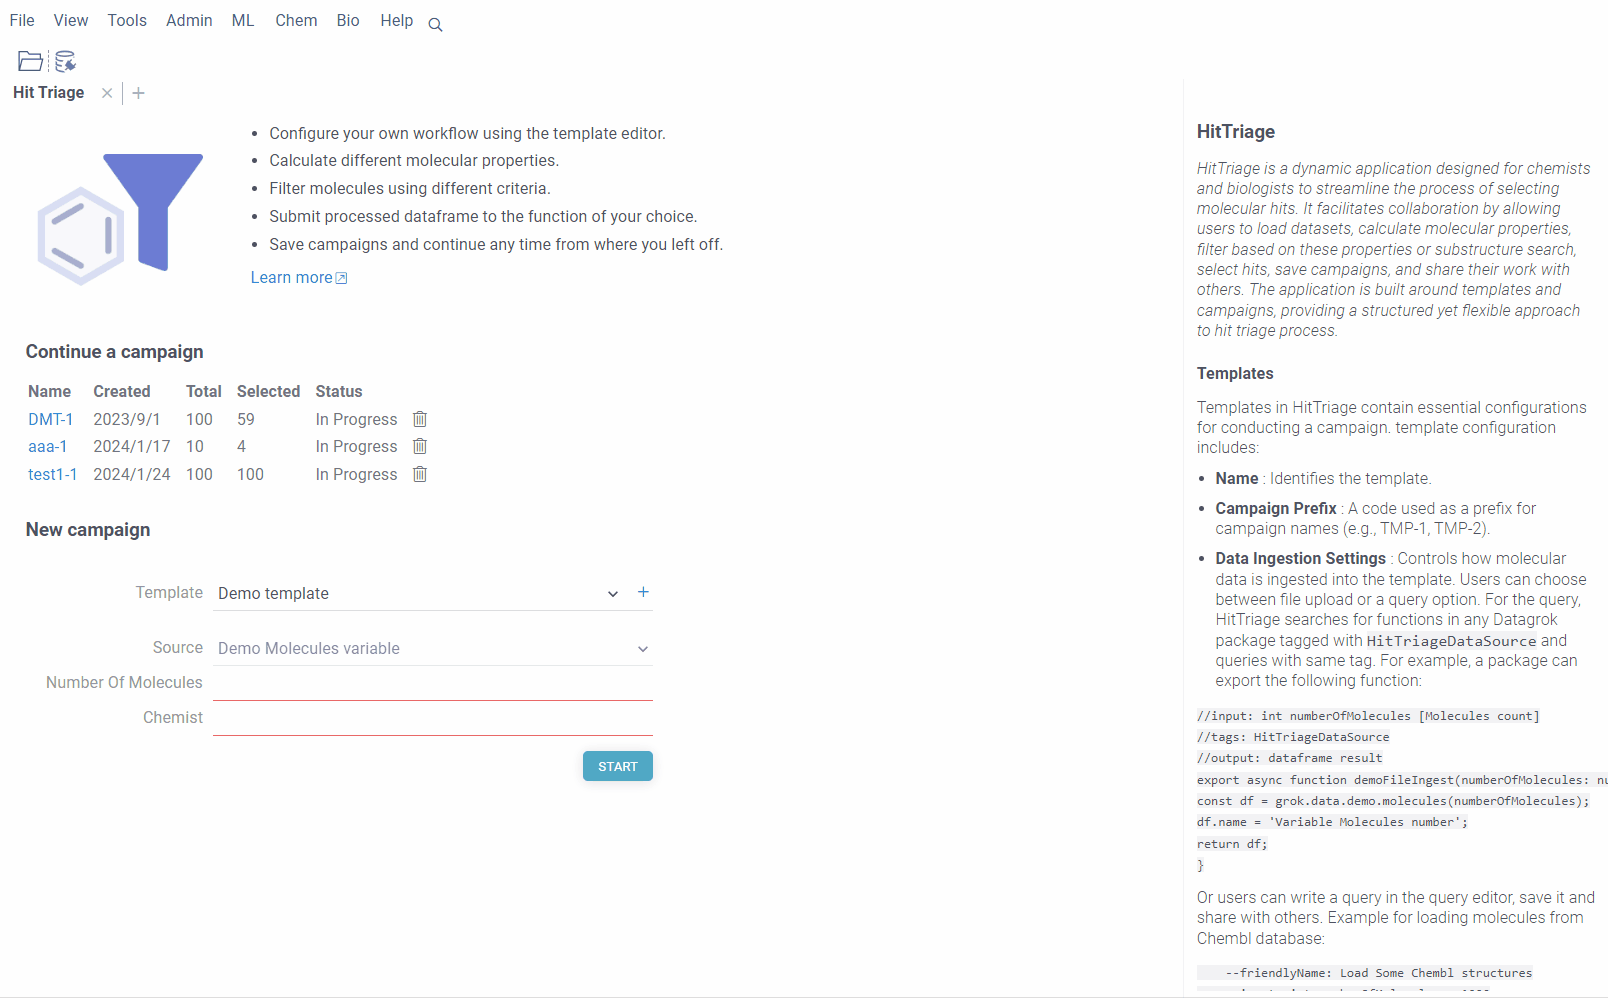 File View Tools Admin ML Chem Bio Help
Hit Triage
Configure your own workflow using the template editor.
Calculate different molecular properties.
Filter molecules using different criteria.
Submit processed dataframe to the function of your choice.
Save campaigns and continue any time from where you left off.
Learn more
Continue a campaign
Name Created Total Selected Status
DMT-1 2023/9/1 100 59 In Progress
aaa-1 2024/1/17 10 4 In Progress
test1-1 2024/1/24 100 100 In Progress
New campaign
Template Demo template
Source Demo Molecules variable
Number Of Molecules
Chemist
START
HitTriage
HitTriage is a dynamic application designed for chemists
and biologists to streamline the process of selecting
molecular hits. It facilitates collaboration by allowing
users to load datasets, calculate molecular properties,
filter based on these properties or substructure search,
select hits, save campaigns, and share their work with
others. The application is built around templates and
campaigns, providing a structured yet flexible approach
to hit triage process.
Templates
Templates in HitTriage contain essential configurations
for conducting a campaign. template configuration
includes:
Name : Identifies the template.
Campaign Prefix : A code used as a prefix for
campaign names (e.g., TMP-1, TMP-2).
Data Ingestion Settings : Controls how molecular
data is ingested into the template. Users can choose
between file upload or a query option. For the query,
HitTriage searches for functions in any Datagrok
package tagged with HitTriageDataSource and
queries with same tag. For example, a package can
export the following function:
//input: int numberOfMolecules [Molecules count]
//tags: HitTriageDataSource
//output: dataframe result
export async function demoFileIngest(numberOfMolecules:
const df = grok.data.demo.molecules(numberOfMolecules);
df.name = 'Variable Molecules number';
return df;
}
Or users can write a query in the query editor, save it and
share with others. Example for loading molecules from
Chembl database:
--friendlyName: Load Some Chembl structures